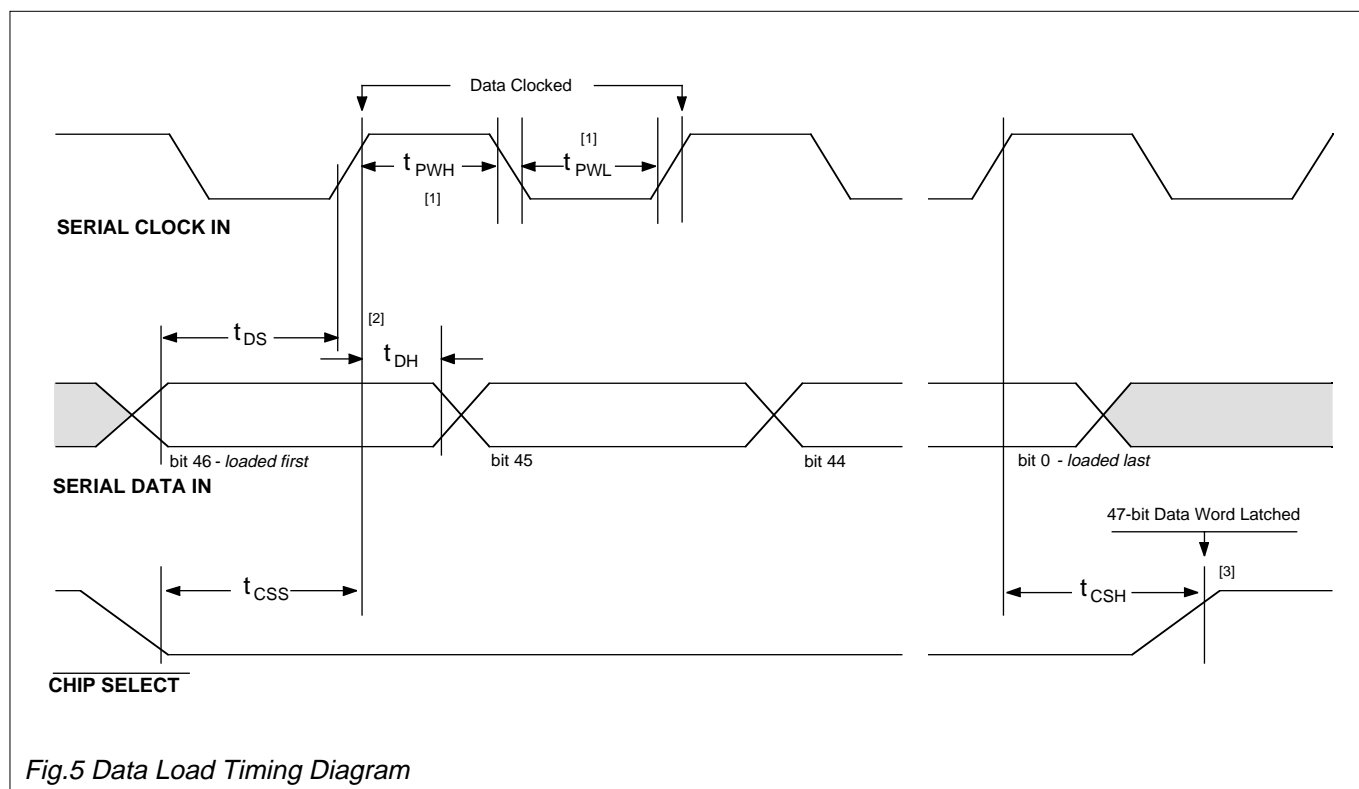 Data Clocked
[1]
t PWH
t PWL
[1]
SERIAL CLOCK IN
[2]
t DS
t DH
bit 46 - loaded first
bit 45
bit 44
bit 0 - loaded last
SERIAL DATA IN
47-bit Data Word Latched
[3]
t CSS
t CSH
CHIP SELECT
Fig.5 Data Load Timing Diagram